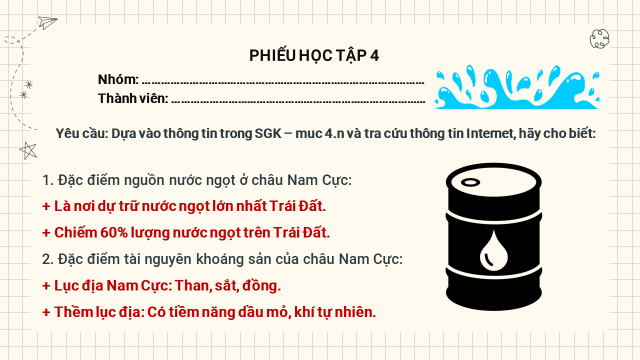 PHIẾU HỌC TẬP 4
Nhóm: ................................................................................................
Thành viên: ......................................................................................
Yêu cầu: Dựa vào thông tin trong SGK – muc 4.n và tra cứu thông tin Internet, hãy cho biết:
1. Đặc điểm nguồn nước ngọt ở châu Nam Cực:
+ Là nơi dự trữ nước ngọt lớn nhất Trái Đất.
+ Chiếm 60% lượng nước ngọt trên Trái Đất.
2. Đặc điểm tài nguyên khoáng sản của châu Nam Cực:
+ Lục địa Nam Cực: Than, sắt, đồng.
+ Thềm lục địa: Có tiềm năng dầu mỏ, khí tự nhiên.